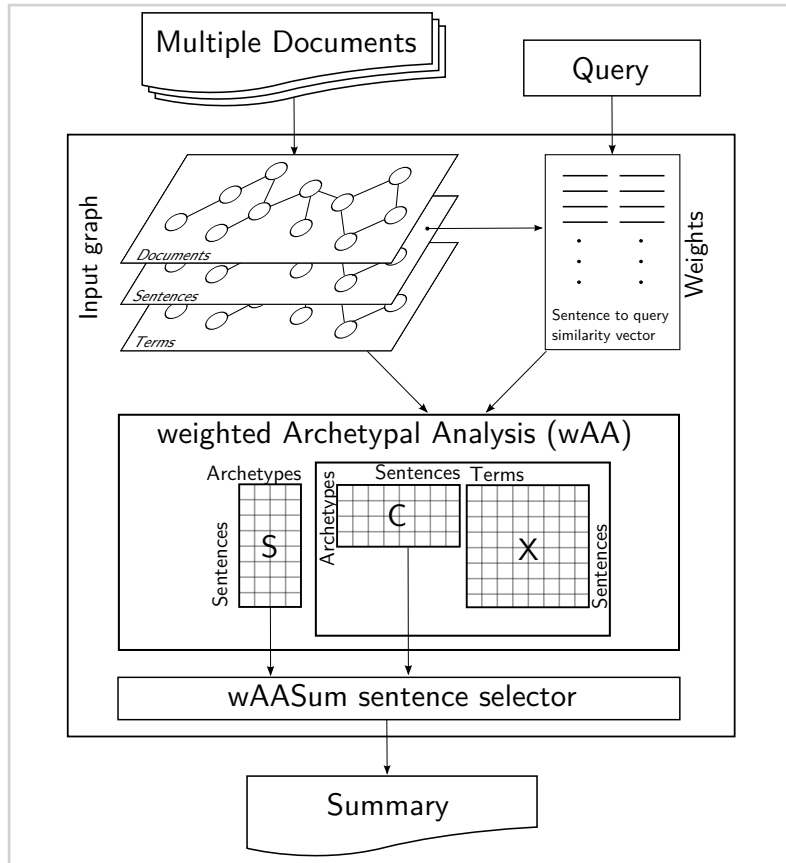 Multiple Documents
Query
Input graph
Documents
Sentences
Terms
Weights
Sentence to query
similarity vector
weighted Archetypal Analysis (wAA)
Archetypes
Sentences
S
Archetypes
Sentences
C
Terms
X
Sentences
wAASum sentence selector
Summary